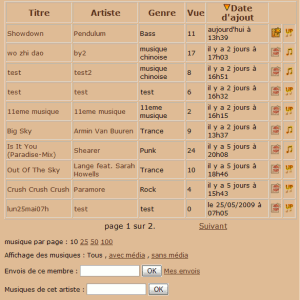 Titre Artiste Genre Vue Date d'ajout
Showdown Pendulum Bass 11 aujourd'hui à 13h39
wo zhi dao by2 musique chinoise 17 il y a 2 jours à 17h03
test test2 musique chinoise 8 il y a 2 jours à 16h51
test test test 6 il y a 2 jours à 16h32
11eme musique 11eme musique 11eme musique 2 il y a 2 jours à 16h15
Big Sky Armin Van Buuren Trance 9 il y a 2 jours à 13h37
Is It You (Paradise-Mix) Shearer Punk 24 il y a 5 jours à 20h08
Out Of The Sky Lange feat. Sarah Howells Trance 10 il y a 5 jours à 18h46
Crush Crush Crush Paramore Rock 4 il y a 5 jours à 15h43
lun25mai07h test test 0 le 25/05/2009 à 07h05
page 1 sur 2. Suivant
musique par page : 10 25 50 100
Affichage des musiques : Tous , avec média , sans média
Envois de ce membre : OK Mes envois
Musiques de cet artiste : OK